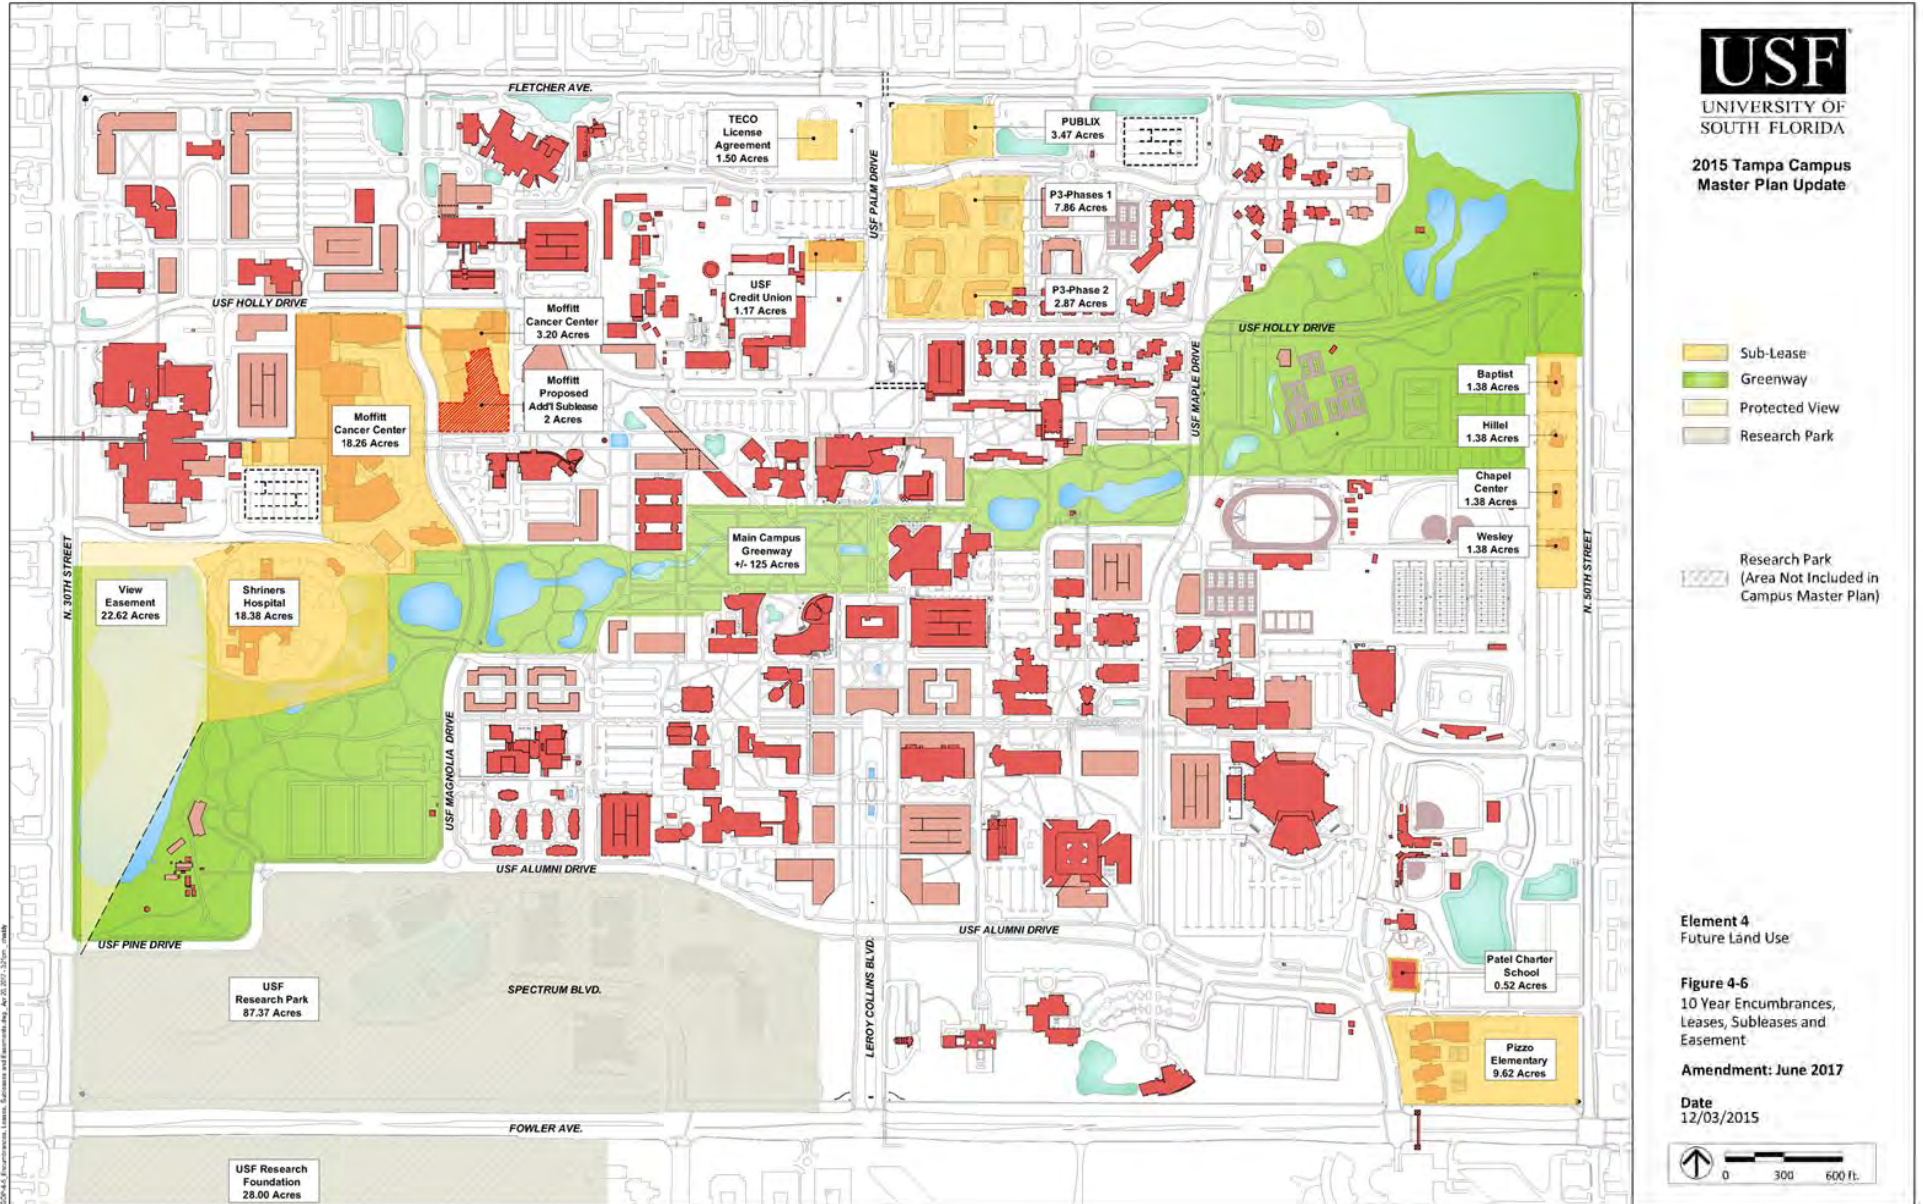 FLETCHER AVE.
TECO
License
Agreement
1.50 Acres
PUBLIX
3.47 Acres
USF PALM DRIVE
P3-Phases 1
7.86 Acres
P3-Phase 2
2.87 Acres
USF
Credit Union
1.17 Acres
USF HOLLY DRIVE
Moffitt
Cancer Center
3.20 Acres
USF HOLLY DRIVE
Moffitt
Proposed
Add'l Sublease
2 Acres
Moffitt
Cancer Center
18.26 Acres
USF MAPLE DRIVE
Baptist
1.38 Acres
Hillel
1.38 Acres
Chapel
Center
1.38 Acres
Wesley
1.38 Acres
N. 30TH STREET
N. 50TH STREET
Main Campus
Greenway
+/- 125 Acres
View
Easement
22.62 Acres
Shriners
Hospital
18.38 Acres
USF MAGNOLIA DRIVE
USF ALUMNI DRIVE
USF PINE DRIVE
USF ALUMNI DRIVE
USF
Research Park
87.37 Acres
SPECTRUM BLVD.
LEROY COLLINS BLVD.
Patel Charter
School
0.52 Acres
Pizzo
Elementary
9.62 Acres
FOWLER AVE.
USF Research
Foundation
28.00 Acres
USF
UNIVERSITY OF
SOUTH FLORIDA
2015 Tampa Campus
Master Plan Update
Sub-Lease
Greenway
Protected View
Research Park
Research Park
(Area Not Included in
Campus Master Plan)
Element 4
Future Land Use
Figure 4-6
10 Year Encumbrances,
Leases, Subleases and
Easement
Amendment: June 2017
Date
12/03/2015
0 300 600 ft.